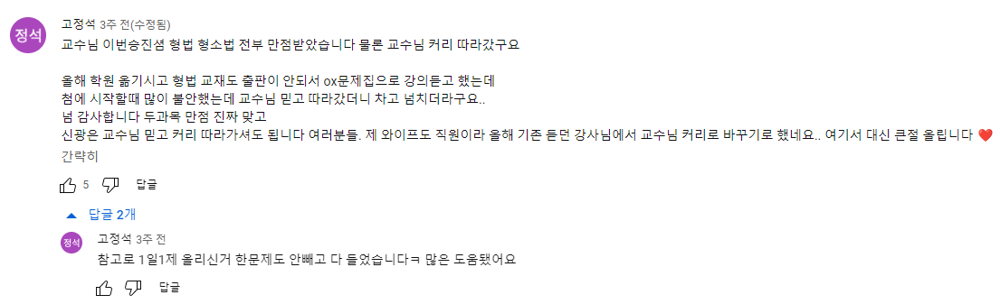 정석
고정석 3주 전(수정됨)
교수님 이번승진셤 형법 형소법 전부 만점받았습니다 물론 교수님 커리 따라갔구요
올해 학원 옮기시고 형법 교재도 출판이 안되서 ox문제집으로 강의듣고 했는데
첨에 시작할때 많이 불안했는데 교수님 믿고 따라갔더니 차고 넘치더라구요..
넘 감사합니다 두과목 만점 진짜 맞고
신광은 교수님 믿고 커리 따라가셔도 됩니다 여러분들. 제 와이프도 직원이라 올해 기존 듣던 강사님에서 교수님 커리로 바꾸기로 했네요.. 여기서 대신 큰절 올립니다 ❤️
간략히
5 답글
답글 2개
정석
고정석 3주 전
참고로 1일1제 올리신거 한문제도 안빼고 다 들었습니다ㅋ 많은 도움됐어요
답글